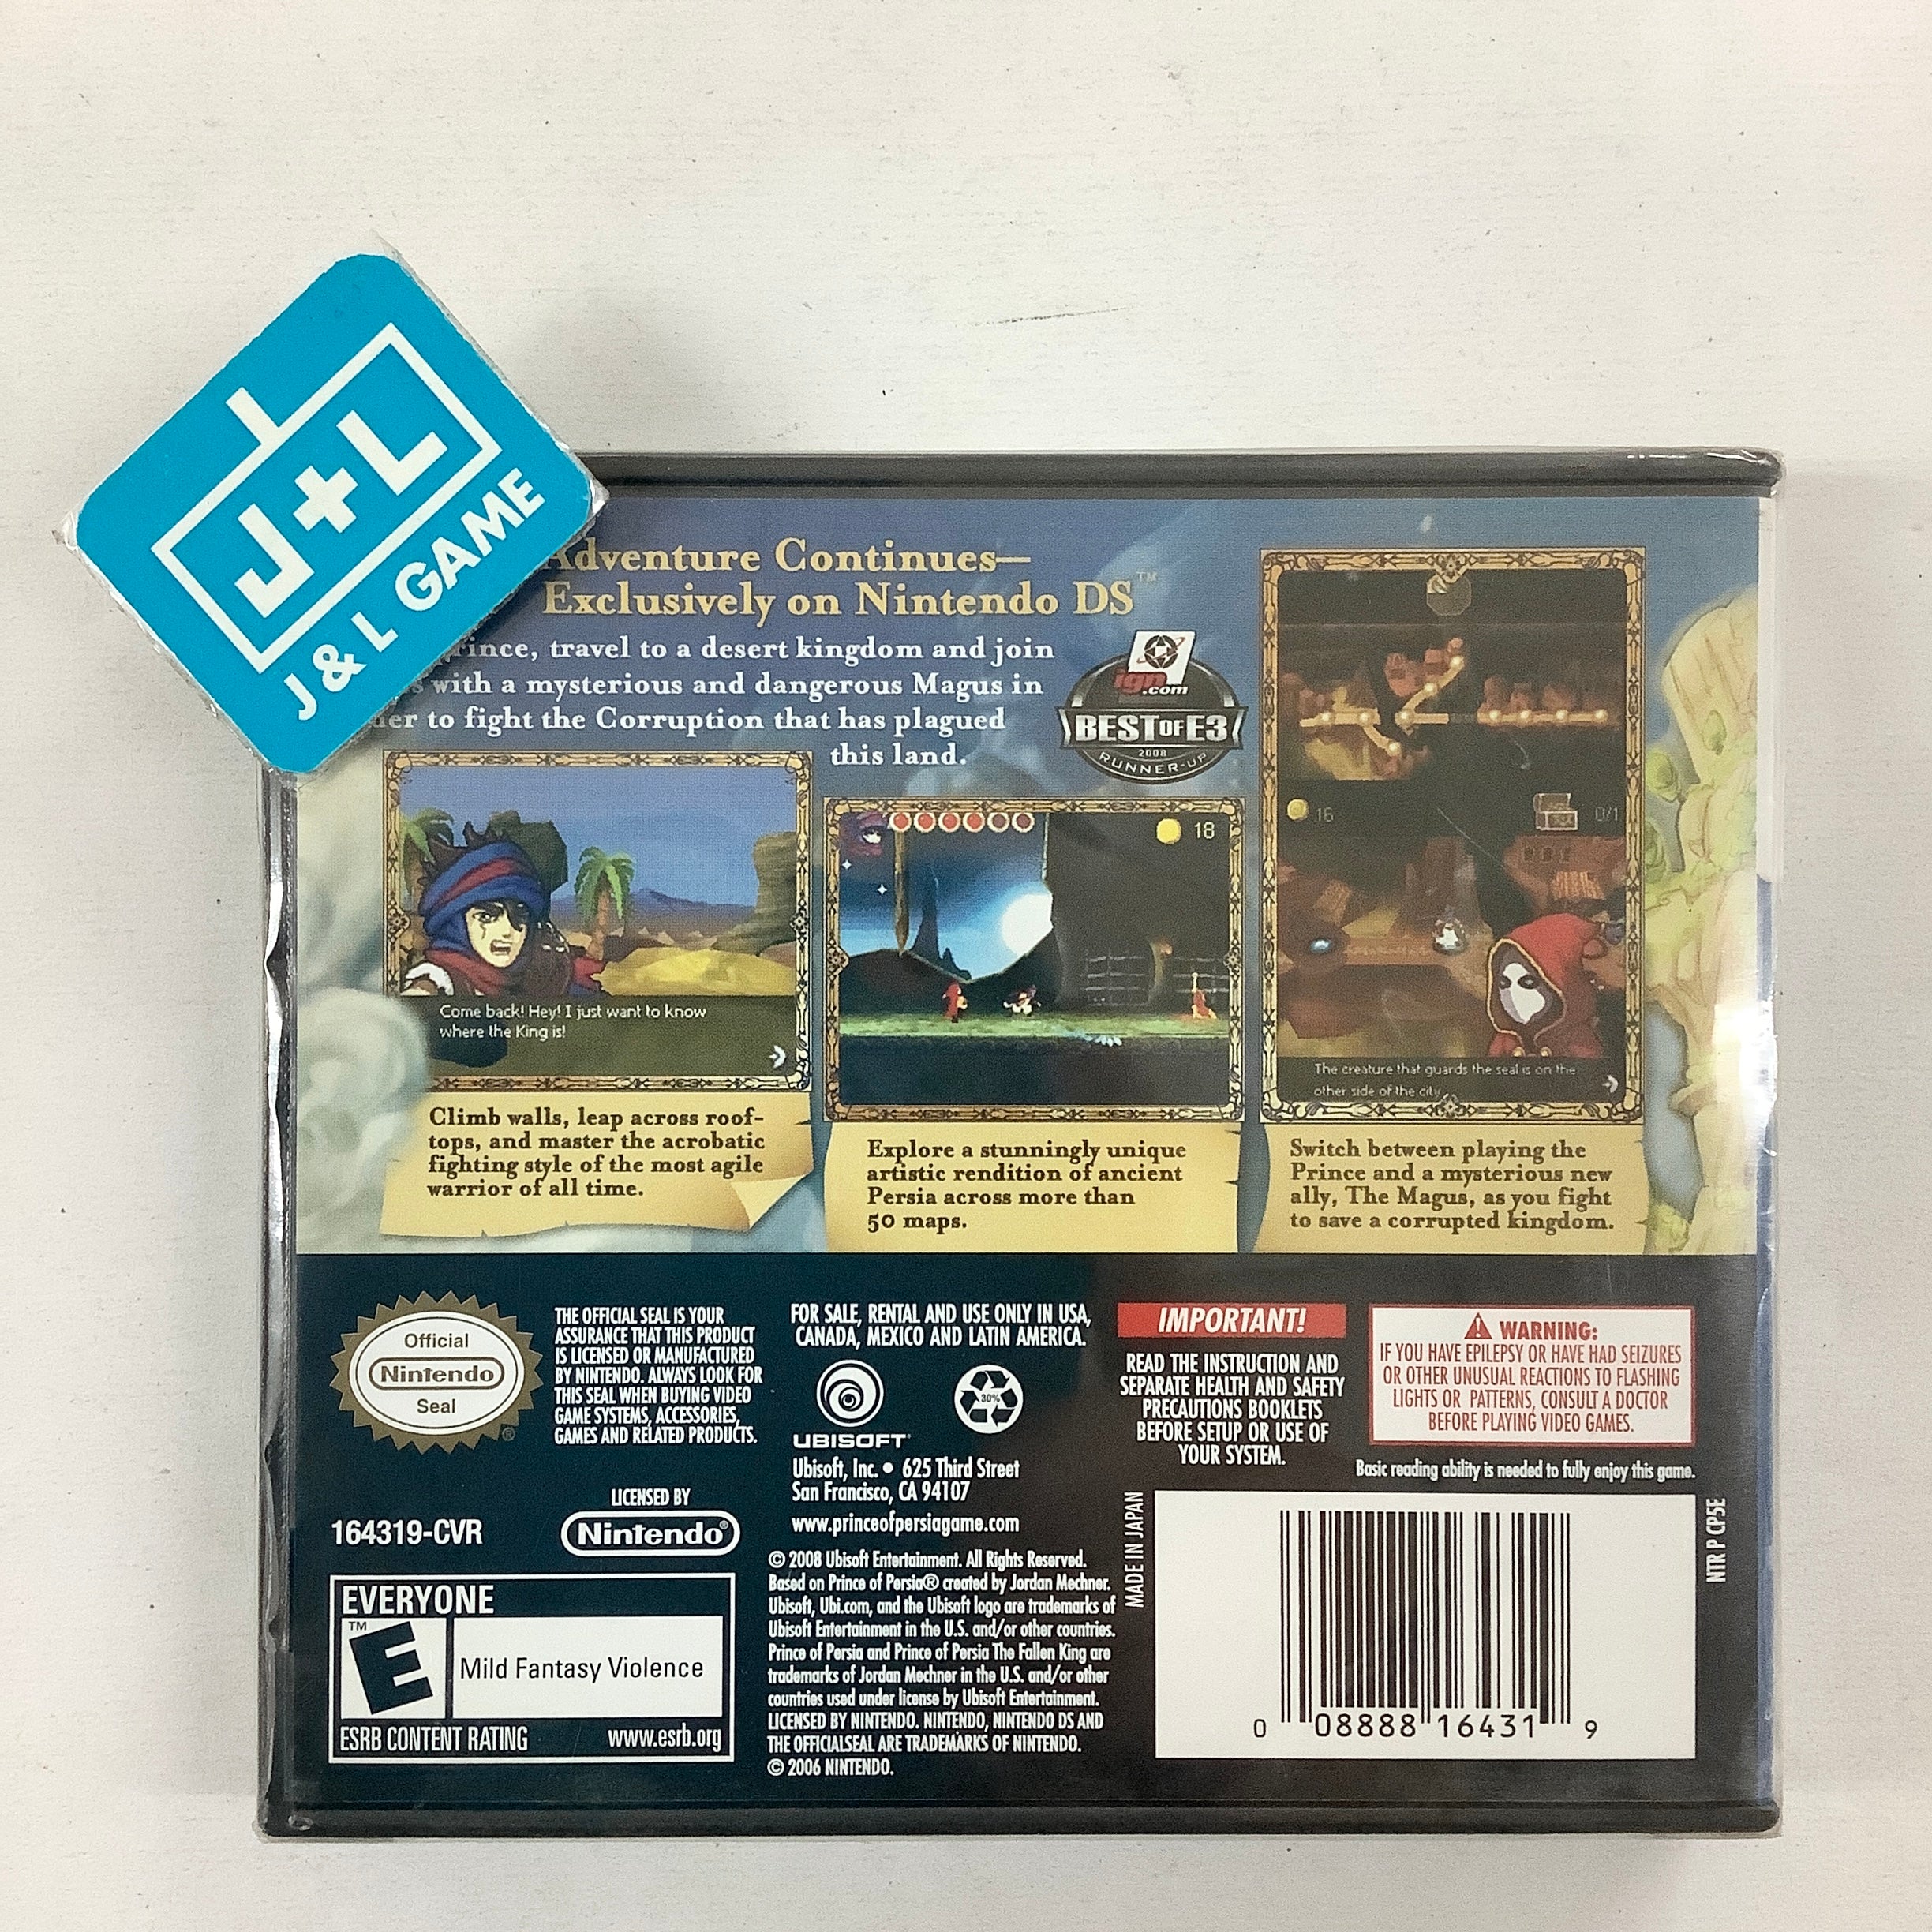 J+L
J & L GAME
Adventure Continues—
Exclusively on Nintendo DS™
Prince, travel to a desert kingdom and join
with a mysterious and dangerous Magus in
to fight the Corruption that has plagued
this land.
ign.com
BEST OF E3
2008
RUNNER-UP
18
16
0/1
Come back! Hey! I just want to know
where the King is!
The creature that guards the seal is on the
other side of the city.
Climb walls, leap across roof-
tops, and master the acrobatic
fighting style of the most agile
warrior of all time.
Explore a stunningly unique
artistic rendition of ancient
Persia across more than
50 maps.
Switch between playing the
Prince and a mysterious new
ally, The Magus, as you fight
to save a corrupted kingdom.
Official
Nintendo
Seal
®
THE OFFICIAL SEAL IS YOUR
ASSURANCE THAT THIS PRODUCT
IS LICENSED OR MANUFACTURED
BY NINTENDO. ALWAYS LOOK FOR
THIS SEAL WHEN BUYING VIDEO
GAME SYSTEMS, ACCESSORIES,
GAMES AND RELATED PRODUCTS.
LICENSED BY
Nintendo®
164319-CVR
EVERYONE
™
E
Mild Fantasy Violence
ESRB CONTENT RATING www.esrb.org
FOR SALE, RENTAL AND USE ONLY IN USA,
CANADA, MEXICO AND LATIN AMERICA.
30%
UBISOFT
Ubisoft, Inc. • 625 Third Street
San Francisco, CA 94107
www.princeofpersiagame.com
© 2008 Ubisoft Entertainment. All Rights Reserved.
Based on Prince of Persia® created by Jordan Mechner.
Ubisoft, Ubi.com, and the Ubisoft logo are trademarks of
Ubisoft Entertainment in the U.S. and/or other countries.
Prince of Persia and Prince of Persia The Fallen King are
trademarks of Jordan Mechner in the U.S. and/or other
countries used under license by Ubisoft Entertainment.
LICENSED BY NINTENDO. NINTENDO, NINTENDO DS AND
THE OFFICIALSEAL ARE TRADEMARKS OF NINTENDO.
© 2006 NINTENDO.
IMPORTANT!
READ THE INSTRUCTION AND
SEPARATE HEALTH AND SAFETY
PRECAUTIONS BOOKLETS
BEFORE SETUP OR USE OF
YOUR SYSTEM.
WARNING:
IF YOU HAVE EPILEPSY OR HAVE HAD SEIZURES
OR OTHER UNUSUAL REACTIONS TO FLASHING
LIGHTS OR PATTERNS, CONSULT A DOCTOR
BEFORE PLAYING VIDEO GAMES.
Basic reading ability is needed to fully enjoy this game.
MADE IN JAPAN
NTR P CP5E
0 08888 16431 9